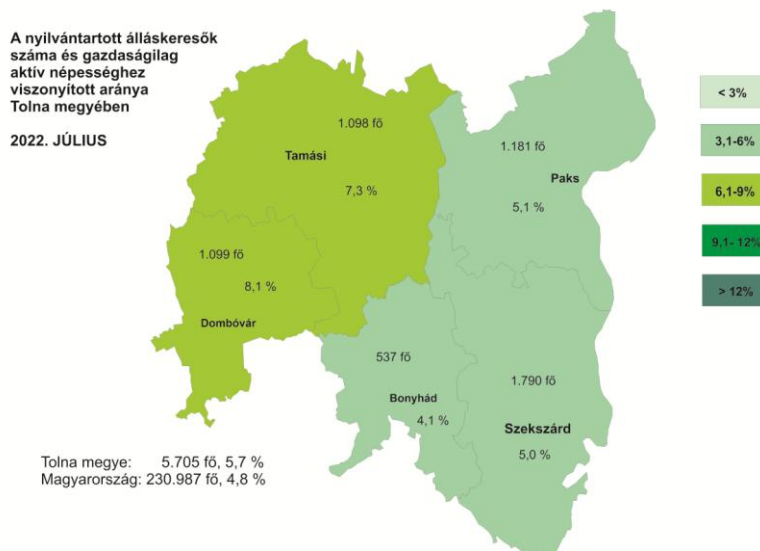 A nyilvántartott álláskeresők
száma és gazdaságilag
aktív népességhez
viszonyított aránya
Tolna megyében
2022. JÚLIUS
1.098 fő
Tamási
7,3 %
1.181 fő
Paks
5,1 %
1.099 fő
8,1 %
Dombóvár
537 fő
Bonyhád
4,1 %
1.790 fő
Szekszárd
5,0 %
Tolna megye: 5.705 fő, 5,7 %
Magyarország: 230.987 fő, 4,8 %
< 3%
3,1-6%
6,1-9%
9,1- 12%
> 12%